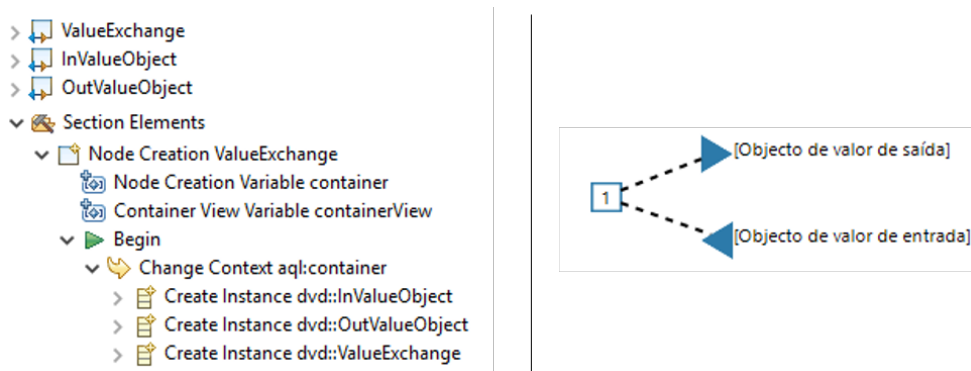 ValueExchange
InValueObject
OutValueObject
Section Elements
Node Creation ValueExchange
Node Creation Variable container
Container View Variable containerView
Begin
Change Context aql:container
Create Instance dvd::InValueObject
Create Instance dvd::OutValueObject
Create Instance dvd::ValueExchange
[Objecto de valor de saída]
1
[Objecto de valor de entrada]